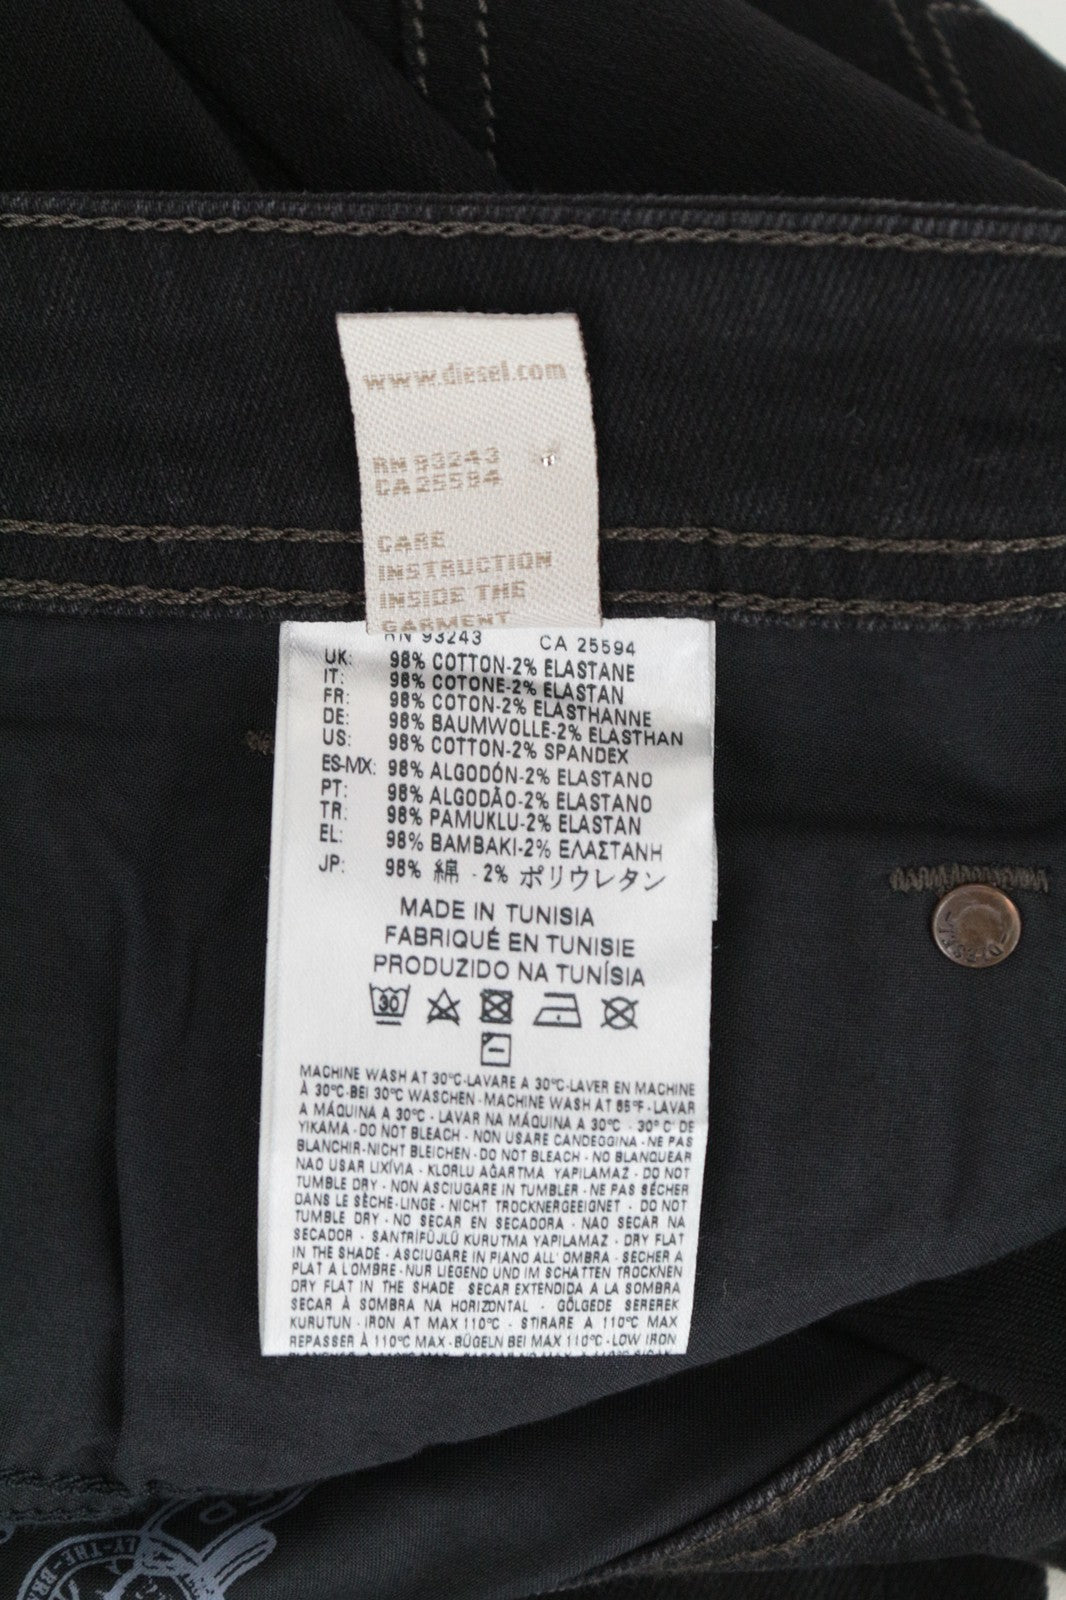 www.diesel.com
RN 93243
CA 25594
CARE
INSTRUCTION
INSIDE THE
GARMENT
RN 93243 CA 25594
UK: 98% COTTON-2% ELASTANE
IT: 98% COTONE-2% ELASTAN
FR: 98% COTON-2% ELASTHANNE
DE: 98% BAUMWOLLE-2% ELASTHAN
US: 98% COTTON-2% SPANDEX
ES-MX: 98% ALGODÓN-2% ELASTANO
PT: 98% ALGODÃO-2% ELASTANO
TR: 98% PAMUKLU-2% ELASTAN
EL: 98% BAMBAKI-2% ΕΛΑΣΤΑΝΗ
JP: 98% 綿 - 2% ポリウレタン
MADE IN TUNISIA
FABRIQUÉ EN TUNISIE
PRODUZIDO NA TUNÍSIA
30
MACHINE WASH AT 30°C-LAVARE A 30°C-LAVER EN MACHINE
À 30°C-BEI 30°C WASCHEN-MACHINE WASH AT 85°F-LAVAR
A MÁQUINA A 30°C - LAVAR NA MÁQUINA A 30°C - 30° C' DE
YIKAMA-DO NOT BLEACH - NON USARE CANDEGGINA-NE PAS
BLANCHIR-NICHT BLEICHEN-DO NOT BLEACH - NO BLANQUEAR
NAO USAR LIXÍVIA - KLORLU AĞARTMA YAPILAMAZ - DO NOT
TUMBLE DRY - NON ASCIUGARE IN TUMBLER-NE PAS SÉCHER
DANS LE SÈCHE-LINGE - NICHT TROCKNERGEEIGNET - DO NOT
TUMBLE DRY -NO SECAR EN SECADORA - NAO SECAR NA
SECADOR - SANTRİFÜJLÜ KURUTMA YAPILAMAZ - DRY FLAT
IN THE SHADE - ASCIUGARE IN PIANO ALL' OMBRA - SÉCHER A
PLAT A L'OMBRE-NUR LIEGEND UND IM SCHATTEN TROCKNEN
DRY FLAT IN THE SHADE SECAR EXTENDIDA A LA SOMBRA
SECAR À SOMBRA NA HORIZONTAL - GÖLGEDE SEREREK
KURUTUN - IRON AT MAX 110°C - STIRARE A 110°C MAX
REPASSER À 110°C MAX-BÜGELN BEI MAX 110°C-LOW IRON
DIESEL
LY-THE-BR